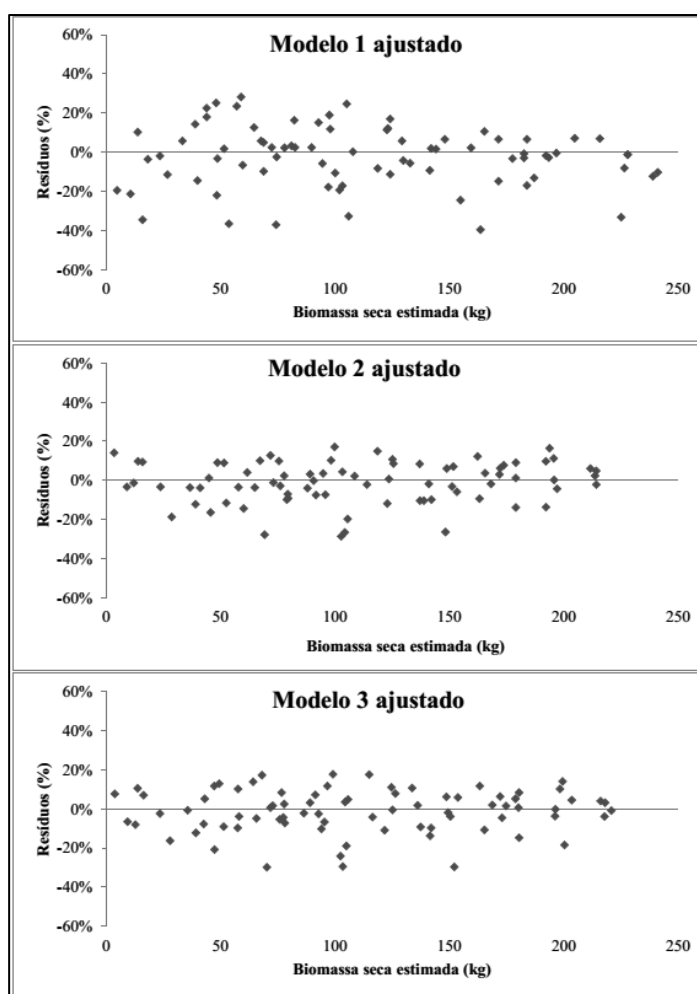 Modelo 1 ajustado
Resíduos (%)
60%
40%
20%
0%
-20%
-40%
-60%
0 50 100 150 200 250
Biomassa seca estimada (kg)
Modelo 2 ajustado
Resíduos (%)
60%
40%
20%
0%
-20%
-40%
-60%
0 50 100 150 200 250
Biomassa seca estimada (kg)
Modelo 3 ajustado
Resíduos (%)
60%
40%
20%
0%
-20%
-40%
-60%
0 50 100 150 200 250
Biomassa seca estimada (kg)